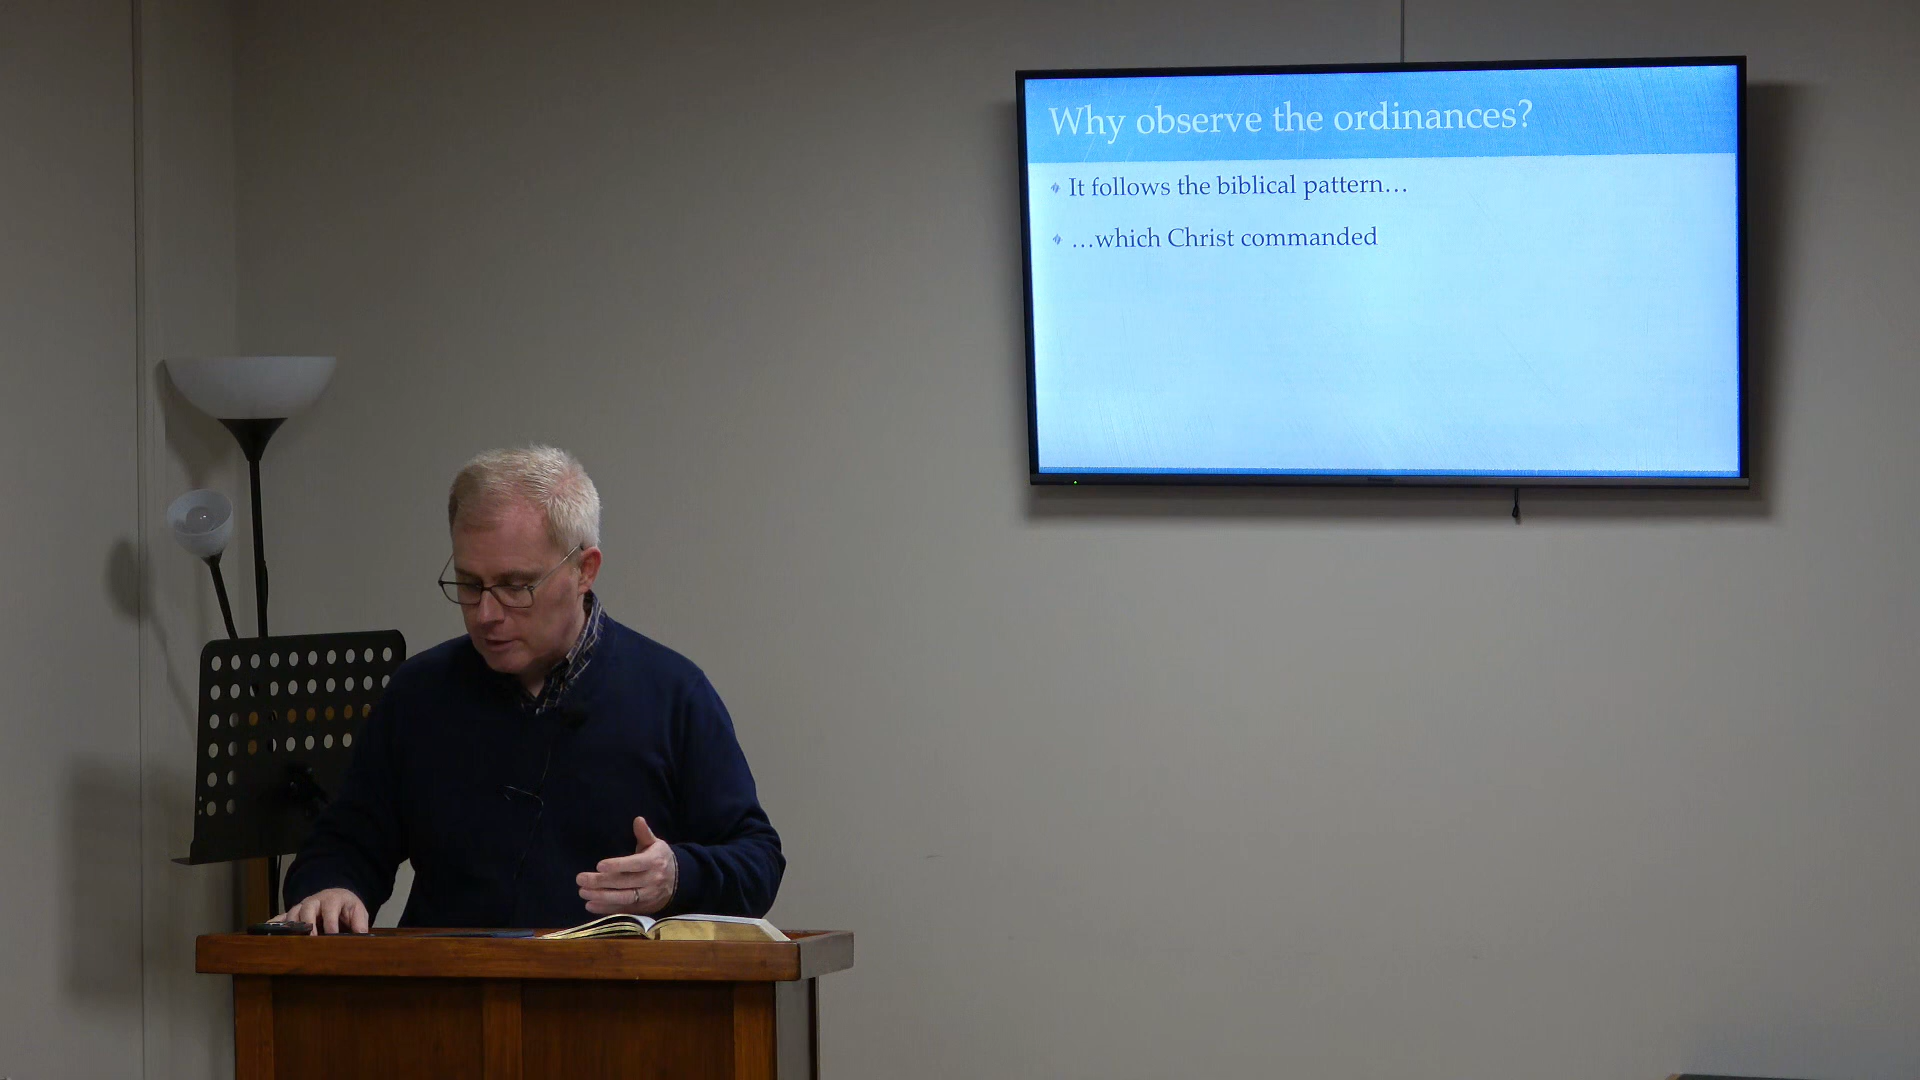 Why observe the ordinances?
It follows the biblical pattern…
…which Christ commanded